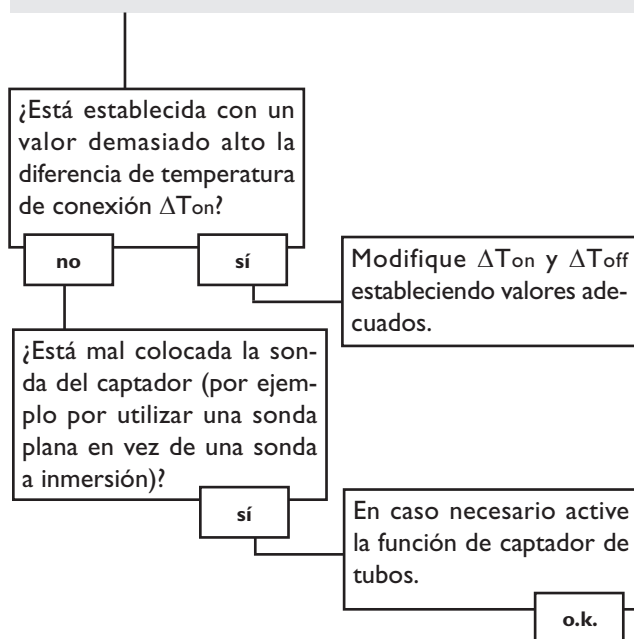 ¿Está establecida con un
valor demasiado alto la
diferencia de temperatura
de conexión ΔTon?
no
sí
Modifique ΔTon y ΔToff
estableciendo valores ade-
cuados.
¿Está mal colocada la son-
da del captador (por ejem-
plo por utilizar una sonda
plana en vez de una sonda
a inmersión)?
sí
En caso necesario active
la función de captador de
tubos.
o.k.